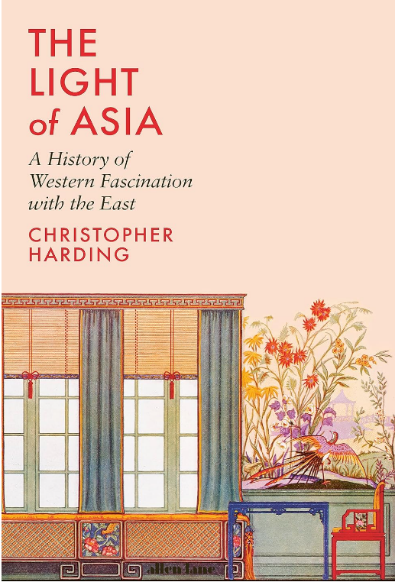 THE
LIGHT
of ASIA
A History of
Western Fascination
with the East
CHRISTOPHER
HARDING
allen lane